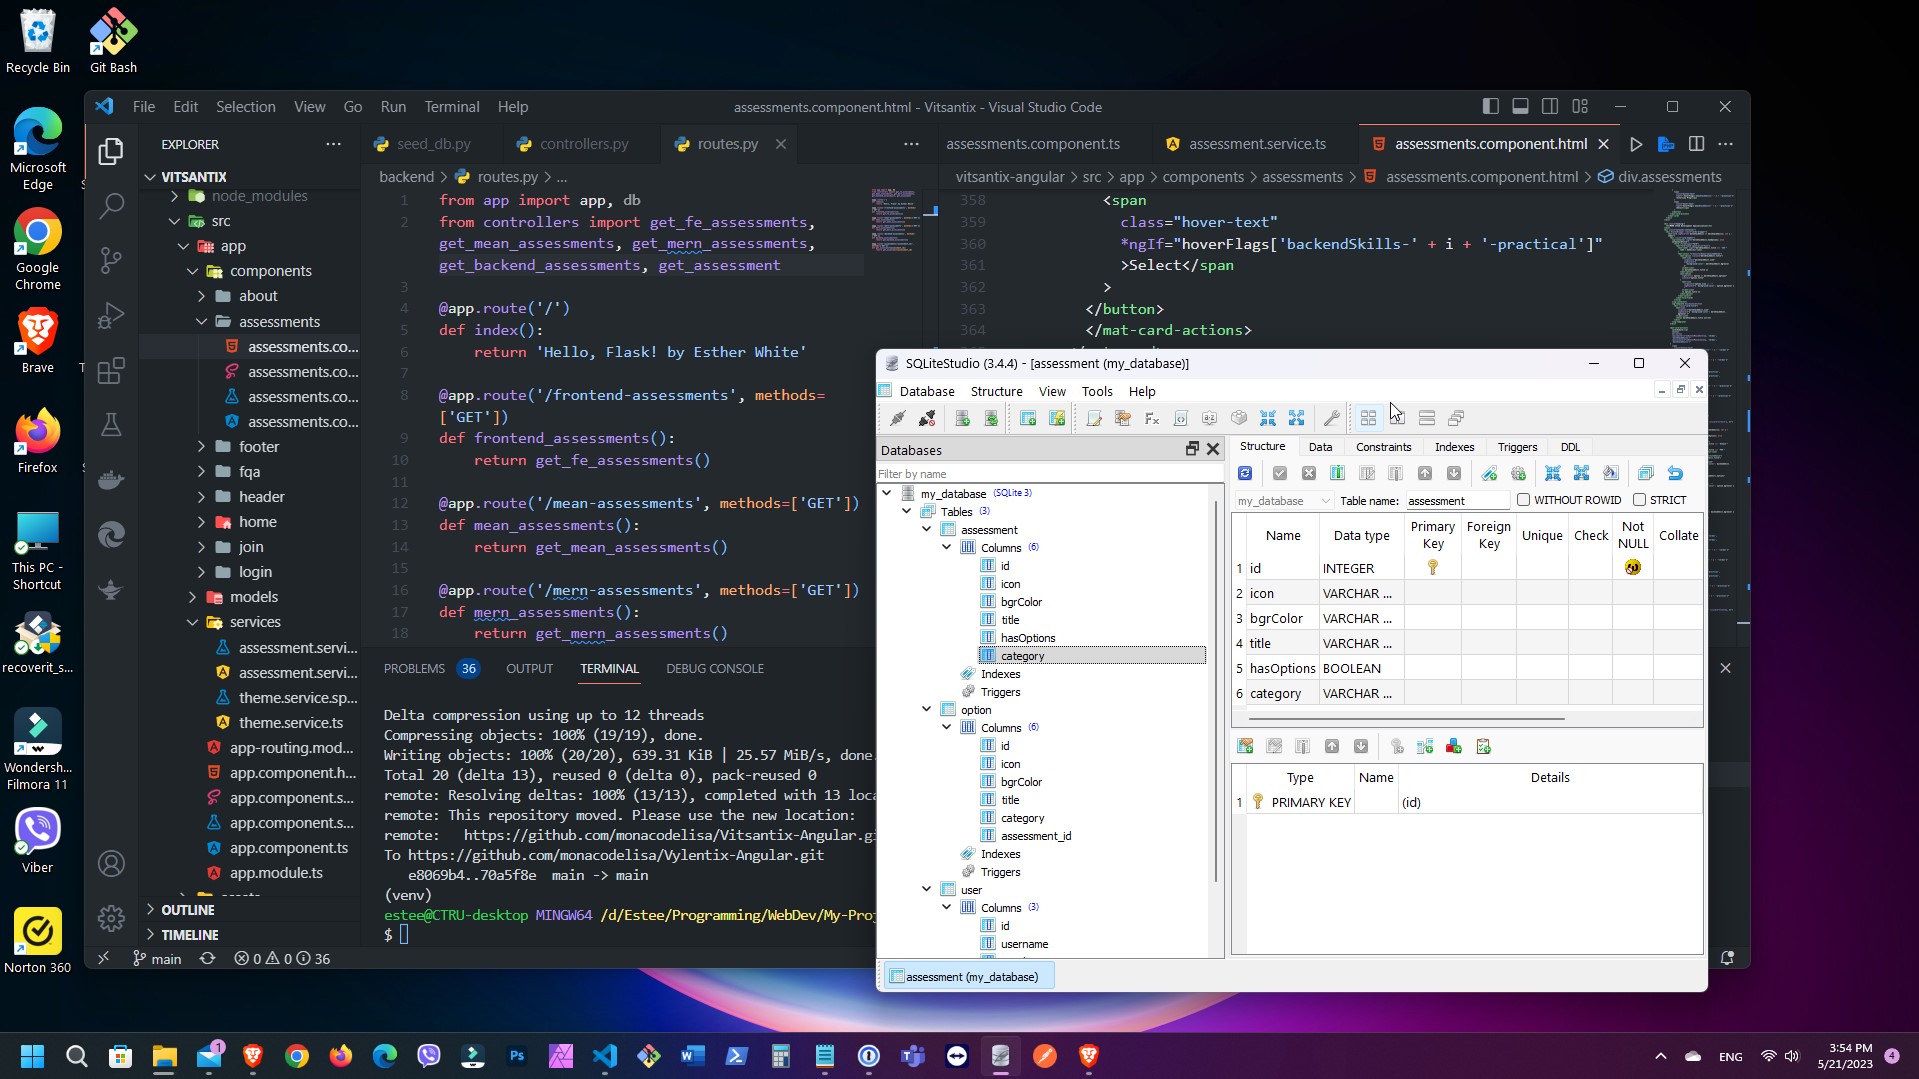 Recycle Bin
Git Bash
Microsoft
Edge
Google
Chrome
Brave
Firefox
This PC -
Shortcut
recoverit_s...
Wondersh...
Filmora 11
Viber
Norton 360
File Edit Selection View Go Run Terminal Help
assessments.component.html - Vitsantix - Visual Studio Code
EXPLORER
VITSANTIX
node_modules
src
app
components
about
assessments
assessments.co...
assessments.co...
assessments.co...
assessments.co...
footer
fqa
header
home
join
login
models
services
assessment.servi...
assessment.servi...
theme.service.sp...
theme.service.ts
app-routing.mod...
app.component.h...
app.component.s...
app.component.s...
app.component.ts
app.module.ts
OUTLINE
TIMELINE
main
0 0 36
seed_db.py
controllers.py
routes.py
backend > routes.py > ...
1 from app import app, db
2 from controllers import get_fe_assessments,
get_mean_assessments, get_mern_assessments,
get_backend_assessments, get_assessment
3
4 @app.route('/')
5 def index():
6 return 'Hello, Flask! by Esther White'
7
8 @app.route('/frontend-assessments', methods=
['GET'])
9 def frontend_assessments():
10 return get_fe_assessments()
11
12 @app.route('/mean-assessments', methods=['GET'])
13 def mean_assessments():
14 return get_mean_assessments()
15
16 @app.route('/mern-assessments', methods=['GET'])
17 def mern_assessments():
18 return get_mern_assessments()
assessments.component.ts
assessment.service.ts
assessments.component.html
vitsantix-angular > src > app > components > assessments > assessments.component.html > div.assessments
358 <span
359 class="hover-text"
360 *ngIf="hoverFlags['backendSkills-' + i + '-practical']"
361 >Select</span
362 >
363 </button>
364 </mat-card-actions>
PROBLEMS 36 OUTPUT TERMINAL DEBUG CONSOLE
Delta compression using up to 12 threads
Compressing objects: 100% (19/19), done.
Writing objects: 100% (20/20), 639.31 KiB | 25.57 MiB/s, done.
Total 20 (delta 13), reused 0 (delta 0), pack-reused 0
remote: Resolving deltas: 100% (13/13), completed with 13 loca
remote: This repository moved. Please use the new location:
remote: https://github.com/monacodelisa/Vitsantix-Angular.gi
To https://github.com/monacodelisa/Vylentix-Angular.git
e8069b4..70a5f8e main -> main
(venv)
estee@CTRU-desktop MINGW64 /d/Estee/Programming/WebDev/My-Proj
$
SQLiteStudio (3.4.4) - [assessment (my_database)]
Database Structure View Tools Help
Databases
Filter by name
my_database (SQLite 3)
Tables (3)
assessment
Columns (6)
id
icon
bgrColor
title
hasOptions
category
Indexes
Triggers
option
Columns (6)
id
icon
bgrColor
title
category
assessment_id
Indexes
Triggers
user
Columns (3)
id
username
Structure Data Constraints Indexes Triggers DDL
my_database Table name: assessment WITHOUT ROWID STRICT
Name Data type Primary Key Foreign Key Unique Check Not NULL Collate
1 id INTEGER
2 icon VARCHAR ...
3 bgrColor VARCHAR ...
4 title VARCHAR ...
5 hasOptions BOOLEAN
6 category VARCHAR ...
Type Name Details
1 PRIMARY KEY (id)
assessment (my_database)
1
ENG
3:54 PM
5/21/2023
4